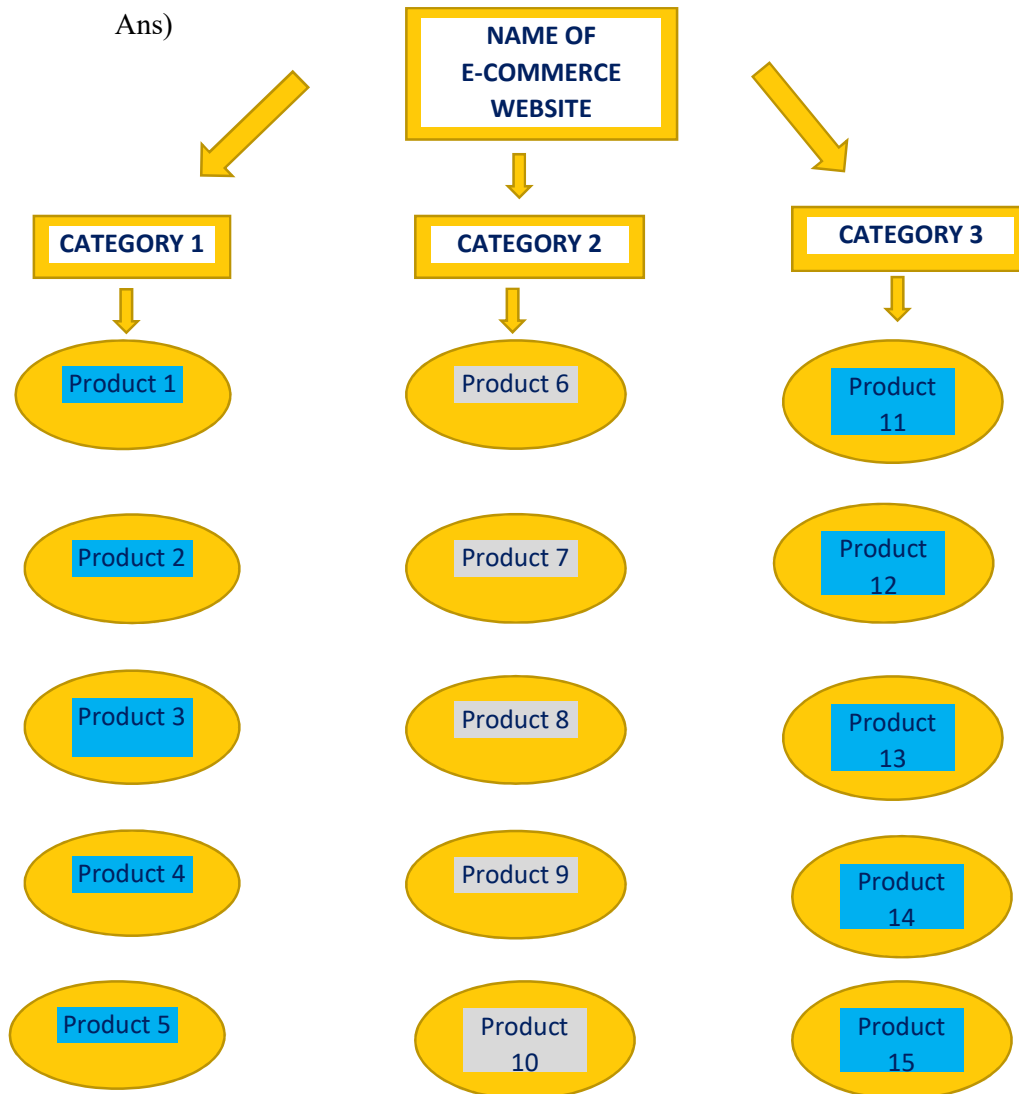 Ans)
NAME OF
E-COMMERCE
WEBSITE
CATEGORY 1
CATEGORY 2
CATEGORY 3
Product 1
Product 6
Product
11
Product 2
Product 7
Product
12
Product 3
Product 8
Product
13
Product 4
Product 9
Product
14
Product 5
Product
10
Product
15